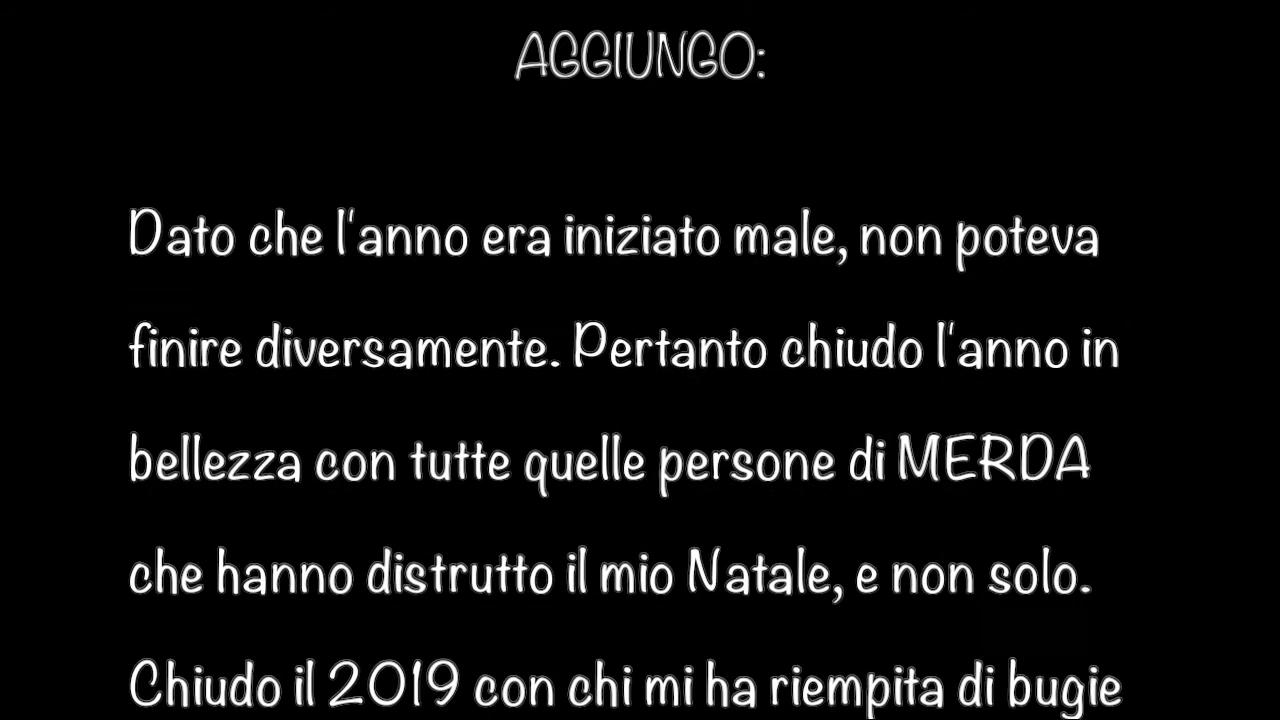 AGGIUNGO:
Dato che l'anno era iniziato male, non poteva
finire diversamente. Pertanto chiudo l'anno in
bellezza con tutte quelle persone di MERDA
che hanno distrutto il mio Natale, e non solo.
Chiudo il 2019 con chi mi ha riempita di bugie